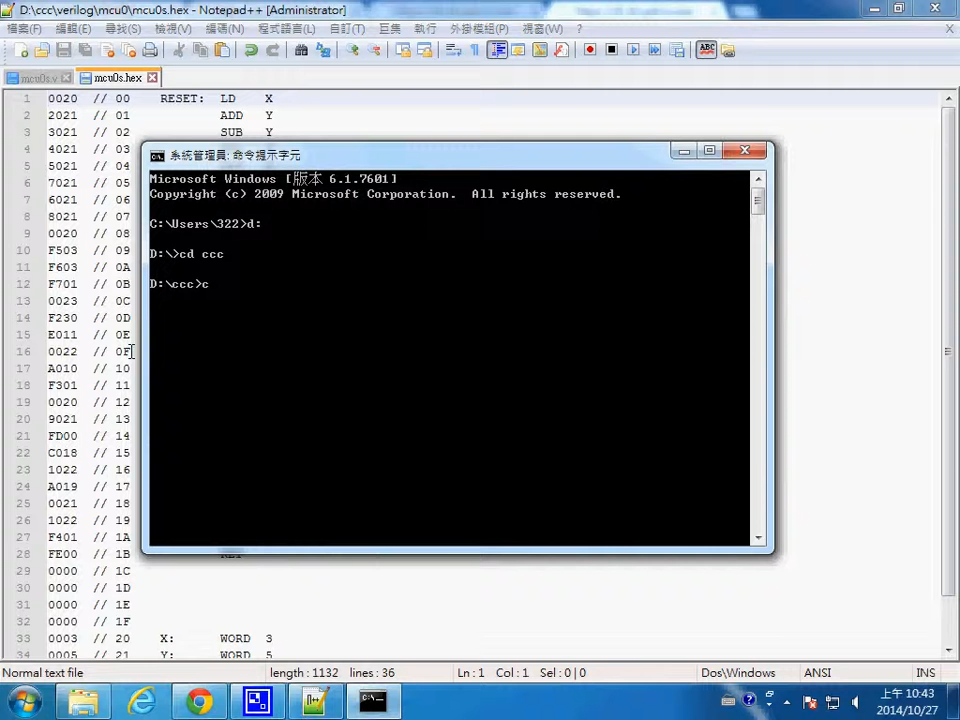 D:\ccc\verilog\mcu0\mcu0s.hex - Notepad++ [Administrator]
檔案(F) 編輯(E) 尋找(S) 檢視(V) 編碼(N) 程式語言(L) 自訂(T) 巨集 執行 外掛模組(P) 視窗(W) ? X
mcu0s.v mcu0s.hex
1 0020 // 00 RESET: LD X
2 2021 // 01 ADD Y
3 3021 // 02 SUB Y
4 4021 // 03
5 5021 // 04
6 7021 // 05
7 6021 // 06
8 8021 // 07
9 0020 // 08
10 F503 // 09
11 F603 // 0A
12 F701 // 0B
13 0023 // 0C
14 F230 // 0D
15 E011 // 0E
16 0022 // 0F
17 A010 // 10
18 F301 // 11
19 0020 // 12
20 9021 // 13
21 FD00 // 14
22 C018 // 15
23 1022 // 16
24 A019 // 17
25 0021 // 18
26 1022 // 19
27 F401 // 1A
28 FE00 // 1B
29 0000 // 1C
30 0000 // 1D
31 0000 // 1E
32 0000 // 1F
33 0003 // 20 X: WORD 3
34 0005 // 21 Y: WORD 5
系統管理員: 命令提示字元
Microsoft Windows [版本 6.1.7601]
Copyright (c) 2009 Microsoft Corporation. All rights reserved.
C:\Users\322>d:
D:\>cd ccc
D:\ccc>c
Normal text file length : 1132 lines : 36 Ln : 1 Col : 1 Sel : 0 | 0 Dos\Windows ANSI INS
上午 10:43
2014/10/27